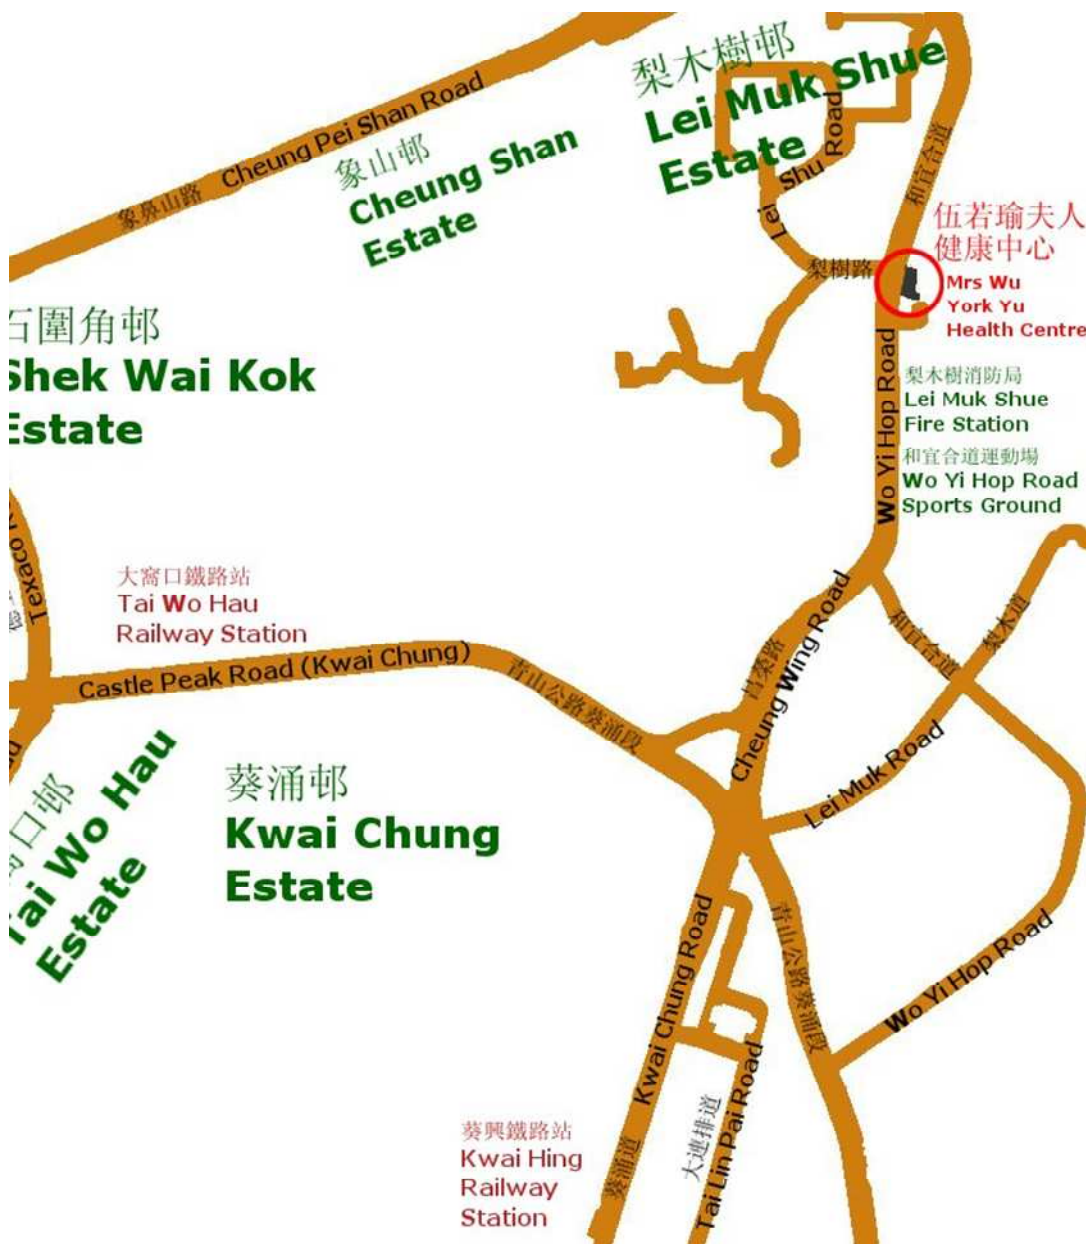 梨木樹邨
Lei Muk Shue
Estate
Cheung Pei Shan Road
象鼻山路
象山邨
Cheung Shan
Estate
Lei Shu Road
梨樹路
和宜合道
伍若瑜夫人
健康中心
Mrs Wu
York Yu
Health Centre
石圍角邨
Shek Wai Kok
Estate
Wo Yi Hop Road
梨木樹消防局
Lei Muk Shue
Fire Station
和宜合道運動場
Wo Yi Hop Road
Sports Ground
Texaco
大窩口鐵路站
Tai Wo Hau
Railway Station
Castle Peak Road (Kwai Chung)
青山公路葵涌段
昌榮路
Cheung Wing Road
和宜合道
梨木道
Lei Muk Road
口邨
Tai Wo Hau
Estate
葵涌邨
Kwai Chung
Estate
Kwai Chung Road
葵涌道
青山公路葵涌段
Wo Yi Hop Road
大連排道
Tai Lin Pai Road
葵興鐵路站
Kwai Hing
Railway
Station